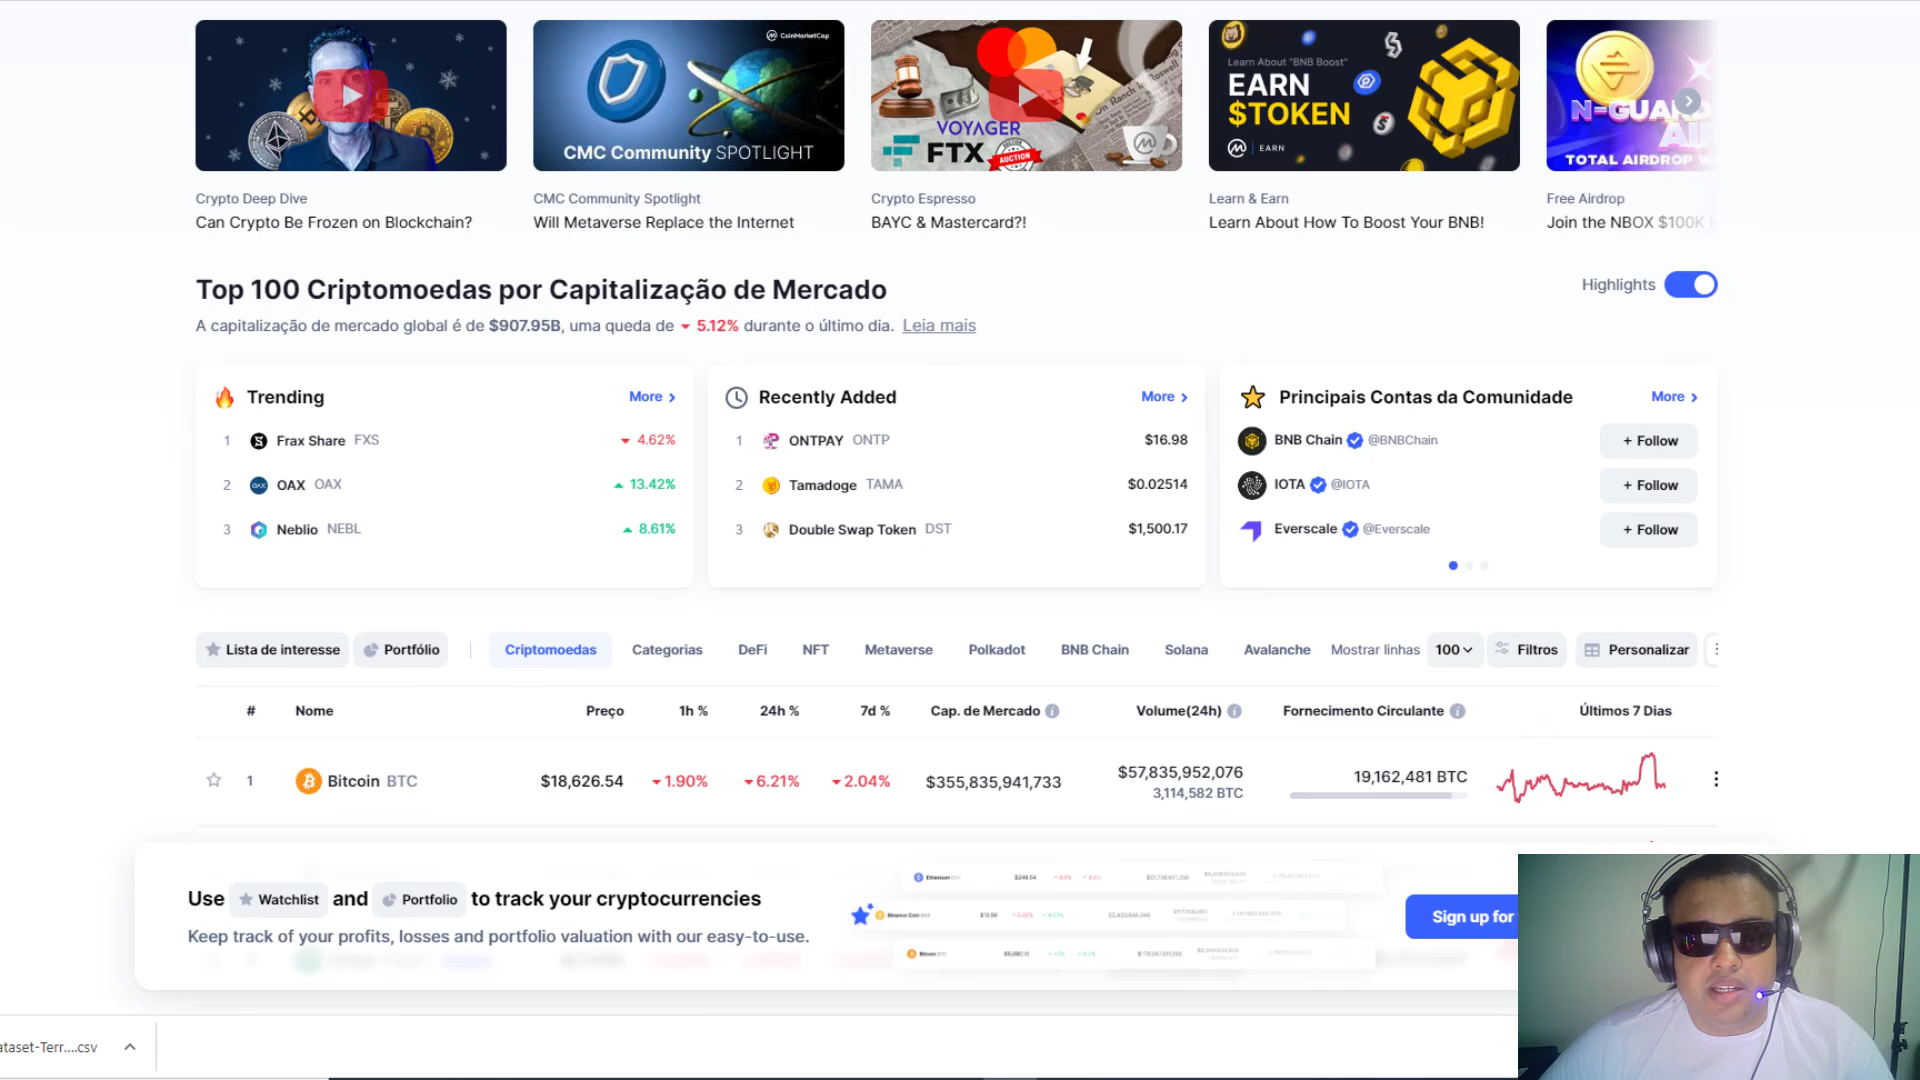 CoinMarketCap
CMC Community SPOTLIGHT
VOYAGER
FTX
AUCTION
Learn About "BNB Boost"
EARN
$TOKEN
EARN
N-GUARD
TOTAL AIRDROP
Crypto Deep Dive
Can Crypto Be Frozen on Blockchain?
CMC Community Spotlight
Will Metaverse Replace the Internet
Crypto Espresso
BAYC & Mastercard?!
Learn & Earn
Learn About How To Boost Your BNB!
Free Airdrop
Join the NBOX $100K
Top 100 Criptomoedas por Capitalização de Mercado
Highlights
A capitalização de mercado global é de $907.95B, uma queda de 5.12% durante o último dia. Leia mais
Trending More
1 Frax Share FXS 4.62%
2 OAX OAX 13.42%
3 Neblio NEBL 8.61%
Recently Added More
1 ONTPAY ONTP $16.98
2 Tamadoge TAMA $0.02514
3 Double Swap Token DST $1,500.17
Principais Contas da Comunidade More
BNB Chain @BNBChain + Follow
IOTA @IOTA + Follow
Everscale @Everscale + Follow
Lista de interesse Portfólio Criptomoedas Categorias DeFi NFT Metaverse Polkadot BNB Chain Solana Avalanche Mostrar linhas 100 Filtros Personalizar
# Nome Preço 1h % 24h % 7d % Cap. de Mercado Volume(24h) Fornecimento Circulante Últimos 7 Dias
1 Bitcoin BTC $18,626.54 1.90% 6.21% 2.04% $355,835,941,733 $57,835,952,076 19,162,481 BTC
3,114,582 BTC
Use Watchlist and Portfolio to track your cryptocurrencies
Keep track of your profits, losses and portfolio valuation with our easy-to-use.
Sign up for
ataset-Terr....csv